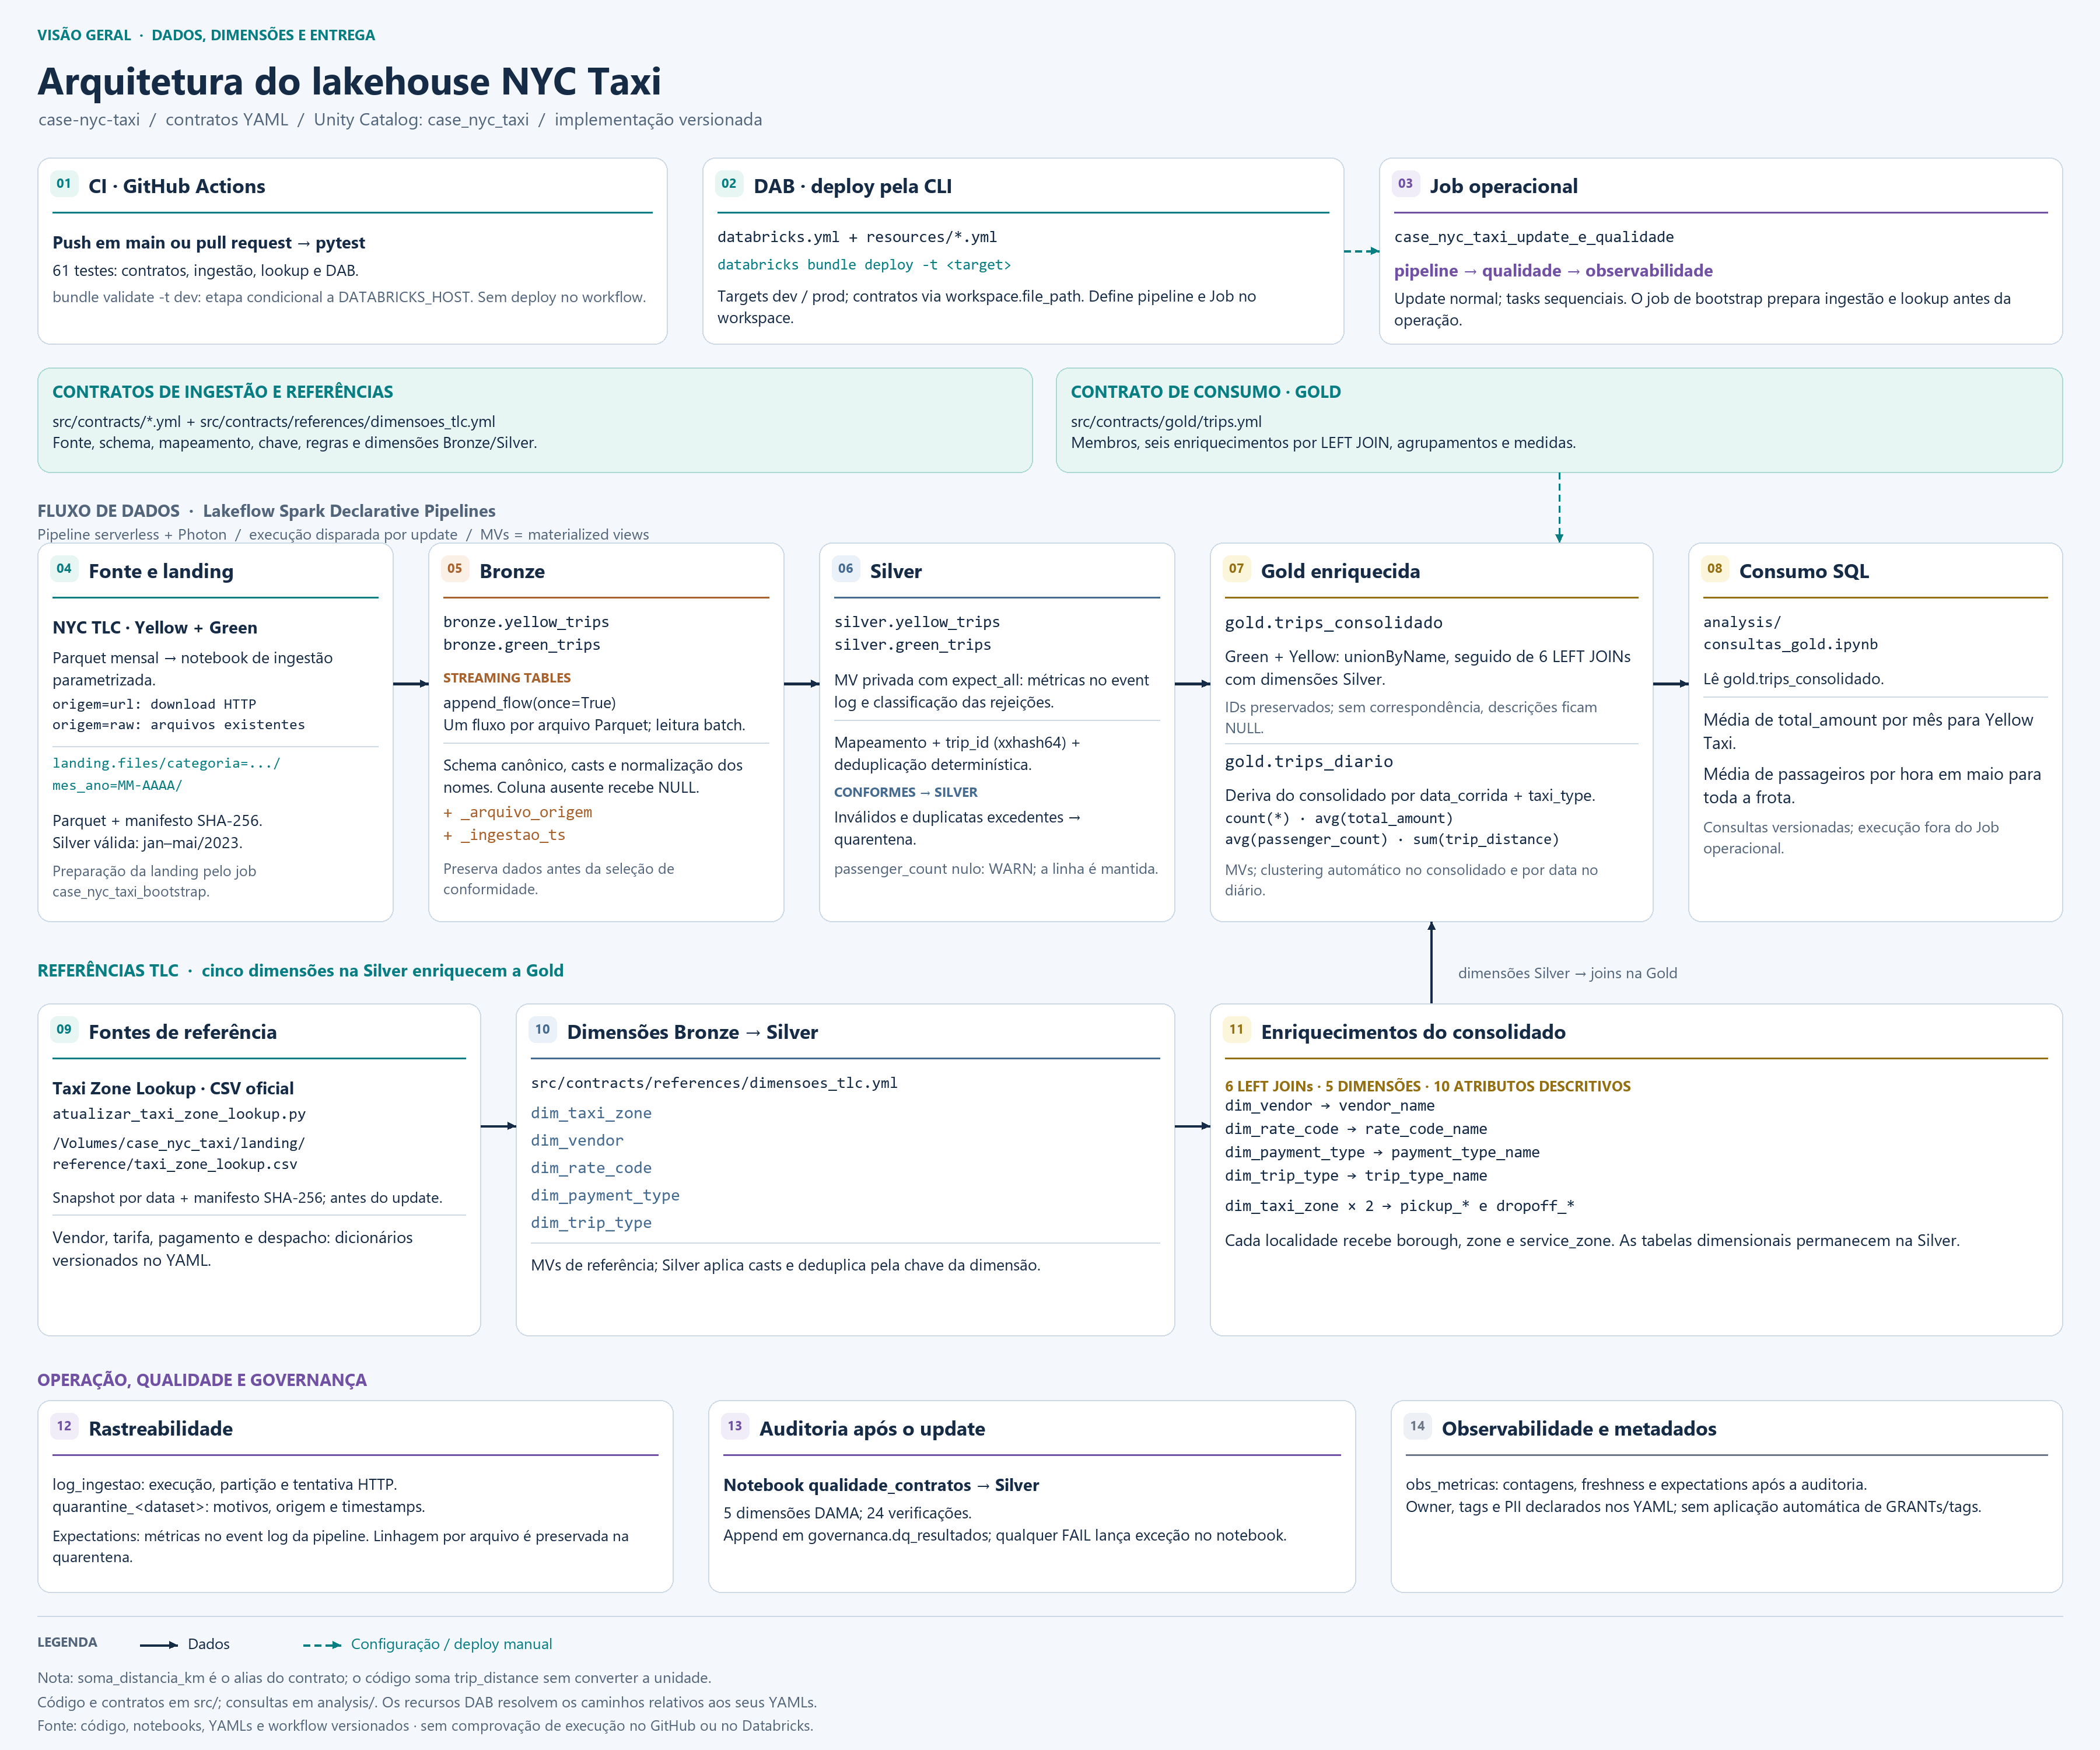 VISÃO GERAL · DADOS, DIMENSÕES E ENTREGA
Arquitetura do lakehouse NYC Taxi
case-nyc-taxi / contratos YAML / Unity Catalog: case_nyc_taxi / implementação versionada
01 CI · GitHub Actions
Push em main ou pull request → pytest
61 testes: contratos, ingestão, lookup e DAB.
bundle validate -t dev: etapa condicional a DATABRICKS_HOST. Sem deploy no workflow.
02 DAB · deploy pela CLI
databricks.yml + resources/*.yml
databricks bundle deploy -t <target>
Targets dev / prod; contratos via workspace.file_path. Define pipeline e Job no
workspace.
03 Job operacional
case_nyc_taxi_update_e_qualidade
pipeline → qualidade → observabilidade
Update normal; tasks sequenciais. O job de bootstrap prepara ingestão e lookup antes da
operação.
CONTRATOS DE INGESTÃO E REFERÊNCIAS
src/contracts/*.yml + src/contracts/references/dimensoes_tlc.yml
Fonte, schema, mapeamento, chave, regras e dimensões Bronze/Silver.
CONTRATO DE CONSUMO · GOLD
src/contracts/gold/trips.yml
Membros, seis enriquecimentos por LEFT JOIN, agrupamentos e medidas.
FLUXO DE DADOS · Lakeflow Spark Declarative Pipelines
Pipeline serverless + Photon / execução disparada por update / MVs = materialized views
04 Fonte e landing
NYC TLC · Yellow + Green
Parquet mensal → notebook de ingestão
parametrizada.
origem=url: download HTTP
origem=raw: arquivos existentes
landing.files/categoria=.../
mes_ano=MM-AAAA/
Parquet + manifesto SHA-256.
Silver válida: jan–mai/2023.
Preparação da landing pelo job
case_nyc_taxi_bootstrap.
05 Bronze
bronze.yellow_trips
bronze.green_trips
STREAMING TABLES
append_flow(once=True)
Um fluxo por arquivo Parquet; leitura batch.
Schema canônico, casts e normalização dos
nomes. Coluna ausente recebe NULL.
+ _arquivo_origem
+ _ingestao_ts
Preserva dados antes da seleção de
conformidade.
06 Silver
silver.yellow_trips
silver.green_trips
MV privada com expect_all: métricas no event
log e classificação das rejeições.
Mapeamento + trip_id (xxhash64) +
deduplicação determinística.
CONFORMES → SILVER
Inválidos e duplicatas excedentes →
quarentena.
passenger_count nulo: WARN; a linha é mantida.
07 Gold enriquecida
gold.trips_consolidado
Green + Yellow: unionByName, seguido de 6 LEFT JOINs
com dimensões Silver.
IDs preservados; sem correspondência, descrições ficam
NULL.
gold.trips_diario
Deriva do consolidado por data_corrida + taxi_type.
count(*) · avg(total_amount)
avg(passenger_count) · sum(trip_distance)
MVs; clustering automático no consolidado e por data no
diário.
08 Consumo SQL
analysis/
consultas_gold.ipynb
Lê gold.trips_consolidado.
Média de total_amount por mês para Yellow
Taxi.
Média de passageiros por hora em maio para
toda a frota.
Consultas versionadas; execução fora do Job
operacional.
REFERÊNCIAS TLC · cinco dimensões na Silver enriquecem a Gold
dimensões Silver → joins na Gold
09 Fontes de referência
Taxi Zone Lookup · CSV oficial
atualizar_taxi_zone_lookup.py
/Volumes/case_nyc_taxi/landing/
reference/taxi_zone_lookup.csv
Snapshot por data + manifesto SHA-256; antes do update.
Vendor, tarifa, pagamento e despacho: dicionários
versionados no YAML.
10 Dimensões Bronze → Silver
src/contracts/references/dimensoes_tlc.yml
dim_taxi_zone
dim_vendor
dim_rate_code
dim_payment_type
dim_trip_type
MVs de referência; Silver aplica casts e deduplica pela chave da dimensão.
11 Enriquecimentos do consolidado
6 LEFT JOINs · 5 DIMENSÕES · 10 ATRIBUTOS DESCRITIVOS
dim_vendor → vendor_name
dim_rate_code → rate_code_name
dim_payment_type → payment_type_name
dim_trip_type → trip_type_name
dim_taxi_zone × 2 → pickup_* e dropoff_*
Cada localidade recebe borough, zone e service_zone. As tabelas dimensionais permanecem na Silver.
OPERAÇÃO, QUALIDADE E GOVERNANÇA
12 Rastreabilidade
log_ingestao: execução, partição e tentativa HTTP.
quarantine_<dataset>: motivos, origem e timestamps.
Expectations: métricas no event log da pipeline. Linhagem por arquivo é preservada na
quarentena.
13 Auditoria após o update
Notebook qualidade_contratos → Silver
5 dimensões DAMA; 24 verificações.
Append em governanca.dq_resultados; qualquer FAIL lança exceção no notebook.
14 Observabilidade e metadados
obs_metricas: contagens, freshness e expectations após a auditoria.
Owner, tags e PII declarados nos YAML; sem aplicação automática de GRANTs/tags.
LEGENDA Dados Configuração / deploy manual
Nota: soma_distancia_km é o alias do contrato; o código soma trip_distance sem converter a unidade.
Código e contratos em src/; consultas em analysis/. Os recursos DAB resolvem os caminhos relativos aos seus YAMLs.
Fonte: código, notebooks, YAMLs e workflow versionados · sem comprovação de execução no GitHub ou no Databricks.